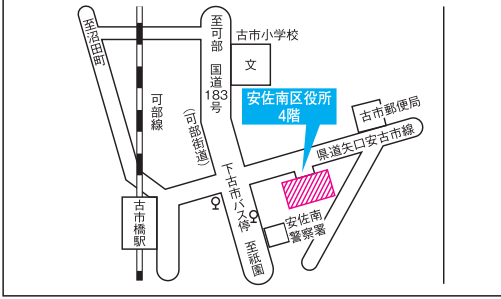 至沼田町
至可部
国道183号
(可部街道)
古市小学校
文
可部線
安佐南区役所
4階
古市郵便局
県道矢口安古市線
下古市バス停
古市橋駅
安佐南
警察署
至祇園